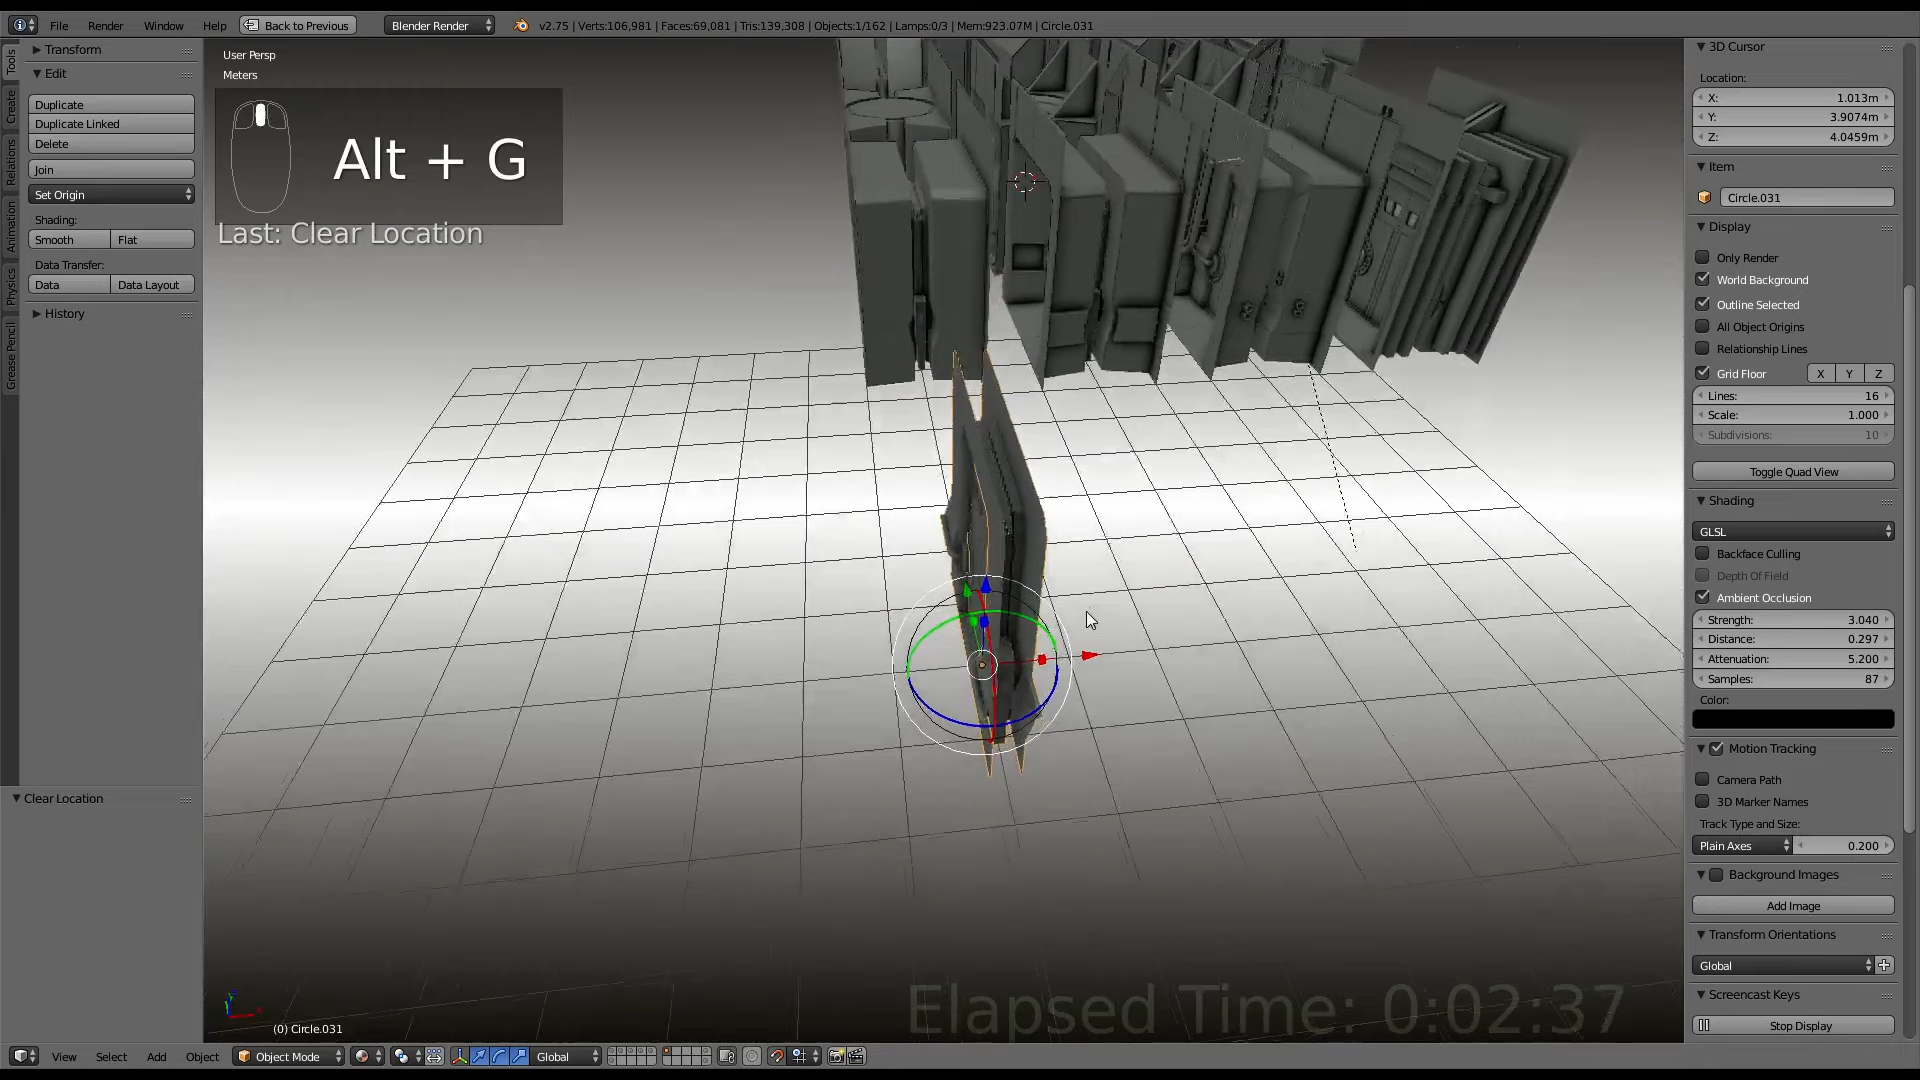 File Render Window Help Back to Previous Blender Render v2.75 | Verts:106,981 | Faces:69,081 | Tris:139,308 | Objects:1/162 | Lamps:0/3 | Mem:923.07M | Circle.031
Tools
Create
Relations
Animation
Physics
Grease Pencil
Transform
Edit
Duplicate
Duplicate Linked
Delete
Join
Set Origin
Shading:
Smooth Flat
Data Transfer:
Data Data Layout
History
Clear Location
User Persp
Meters
Alt + G
Last: Clear Location
(0) Circle.031
Elapsed Time: 0:02:37
3D Cursor
Location:
X: 1.013m
Y: 3.9074m
Z: 4.0459m
Item
Circle.031
Display
Only Render
World Background
Outline Selected
All Object Origins
Relationship Lines
Grid Floor X Y Z
Lines: 16
Scale: 1.000
Subdivisions: 10
Toggle Quad View
Shading
GLSL
Backface Culling
Depth Of Field
Ambient Occlusion
Strength: 3.040
Distance: 0.297
Attenuation: 5.200
Samples: 87
Color:
Motion Tracking
Camera Path
3D Marker Names
Track Type and Size:
Plain Axes 0.200
Background Images
Add Image
Transform Orientations
Global
Screencast Keys
Stop Display
View Select Add Object Object Mode Global